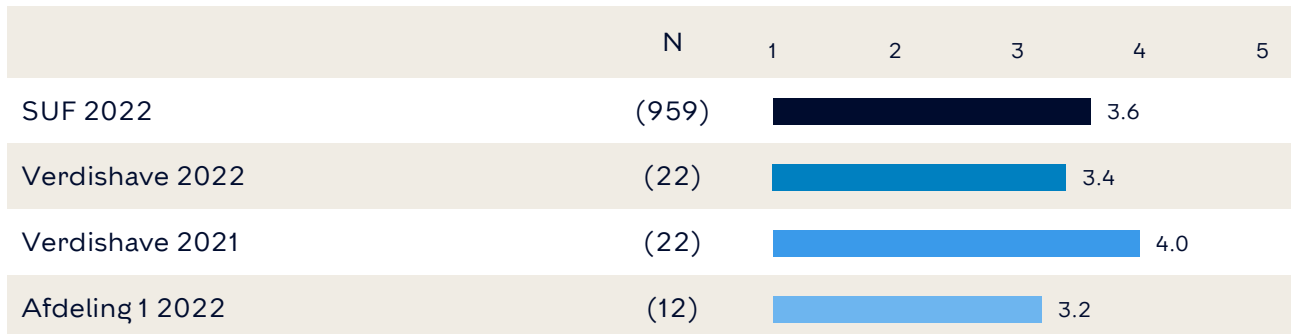 N 1 2 3 4 5
SUF 2022 (959) 3.6
Verdishave 2022 (22) 3.4
Verdishave 2021 (22) 4.0
Afdeling 1 2022 (12) 3.2